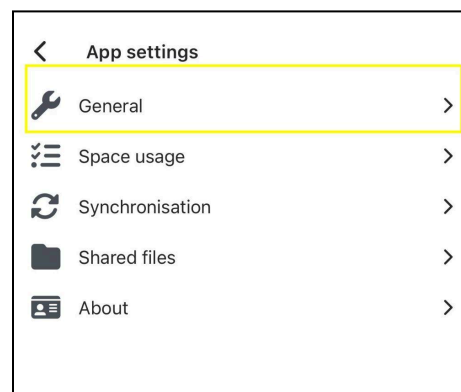 App settings
General
Space usage
Synchronisation
Shared files
About